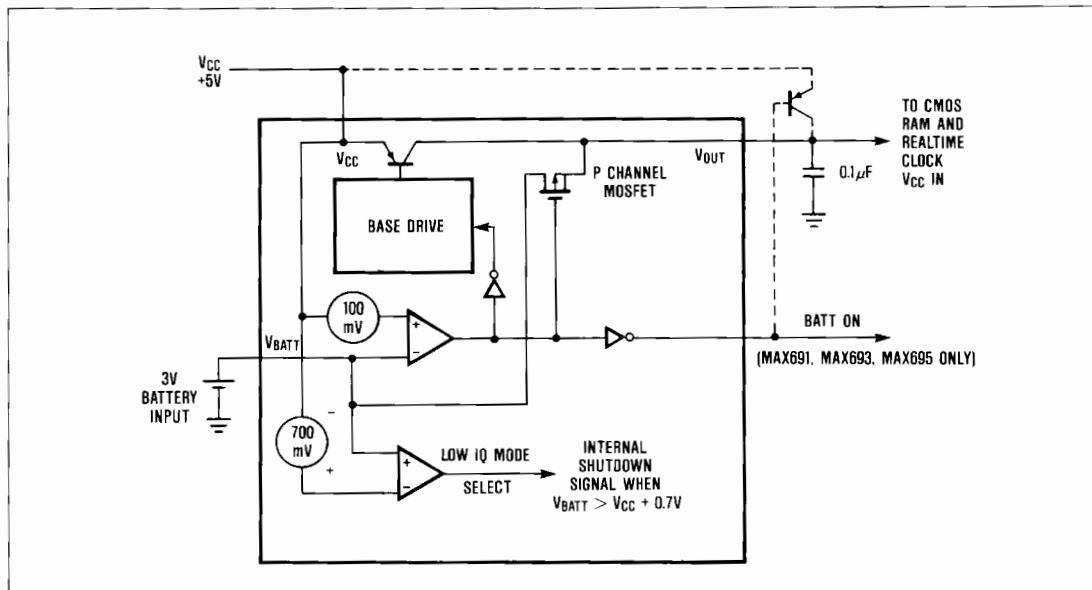 VCC
+5V
TO CMOS
RAM AND
REALTIME
CLOCK
VCC IN
VCC
VOUT
0.1µF
P CHANNEL
MOSFET
BASE DRIVE
100
mV
+
−
VBATT
BATT ON
(MAX691, MAX693, MAX695 ONLY)
3V
BATTERY
INPUT
−
700
mV
+
+
−
LOW IQ MODE
SELECT
INTERNAL
SHUTDOWN
SIGNAL WHEN
VBATT > VCC + 0.7V